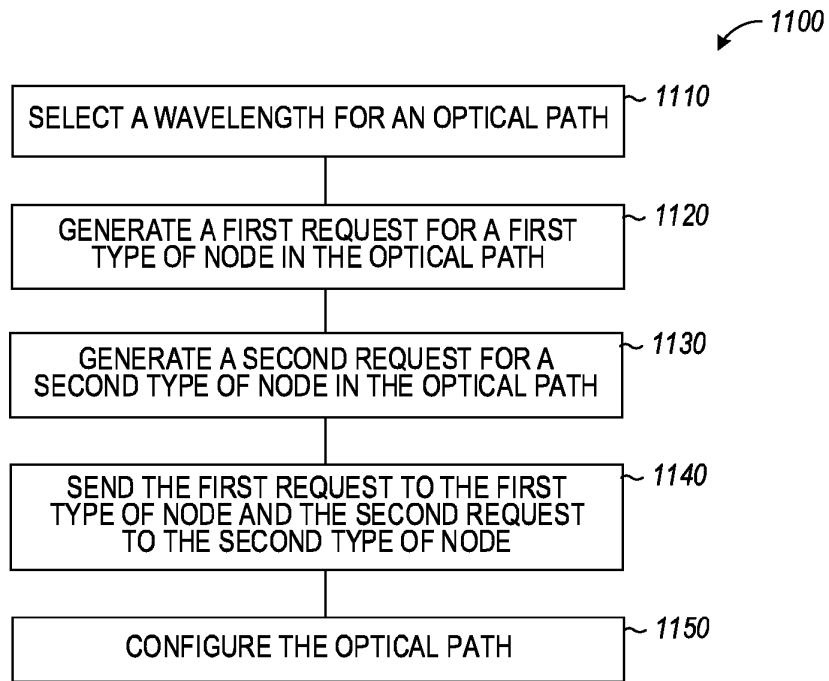 1100
SELECT A WAVELENGTH FOR AN OPTICAL PATH
1110
GENERATE A FIRST REQUEST FOR A FIRST
TYPE OF NODE IN THE OPTICAL PATH
1120
GENERATE A SECOND REQUEST FOR A
SECOND TYPE OF NODE IN THE OPTICAL PATH
1130
SEND THE FIRST REQUEST TO THE FIRST
TYPE OF NODE AND THE SECOND REQUEST
TO THE SECOND TYPE OF NODE
1140
CONFIGURE THE OPTICAL PATH
1150